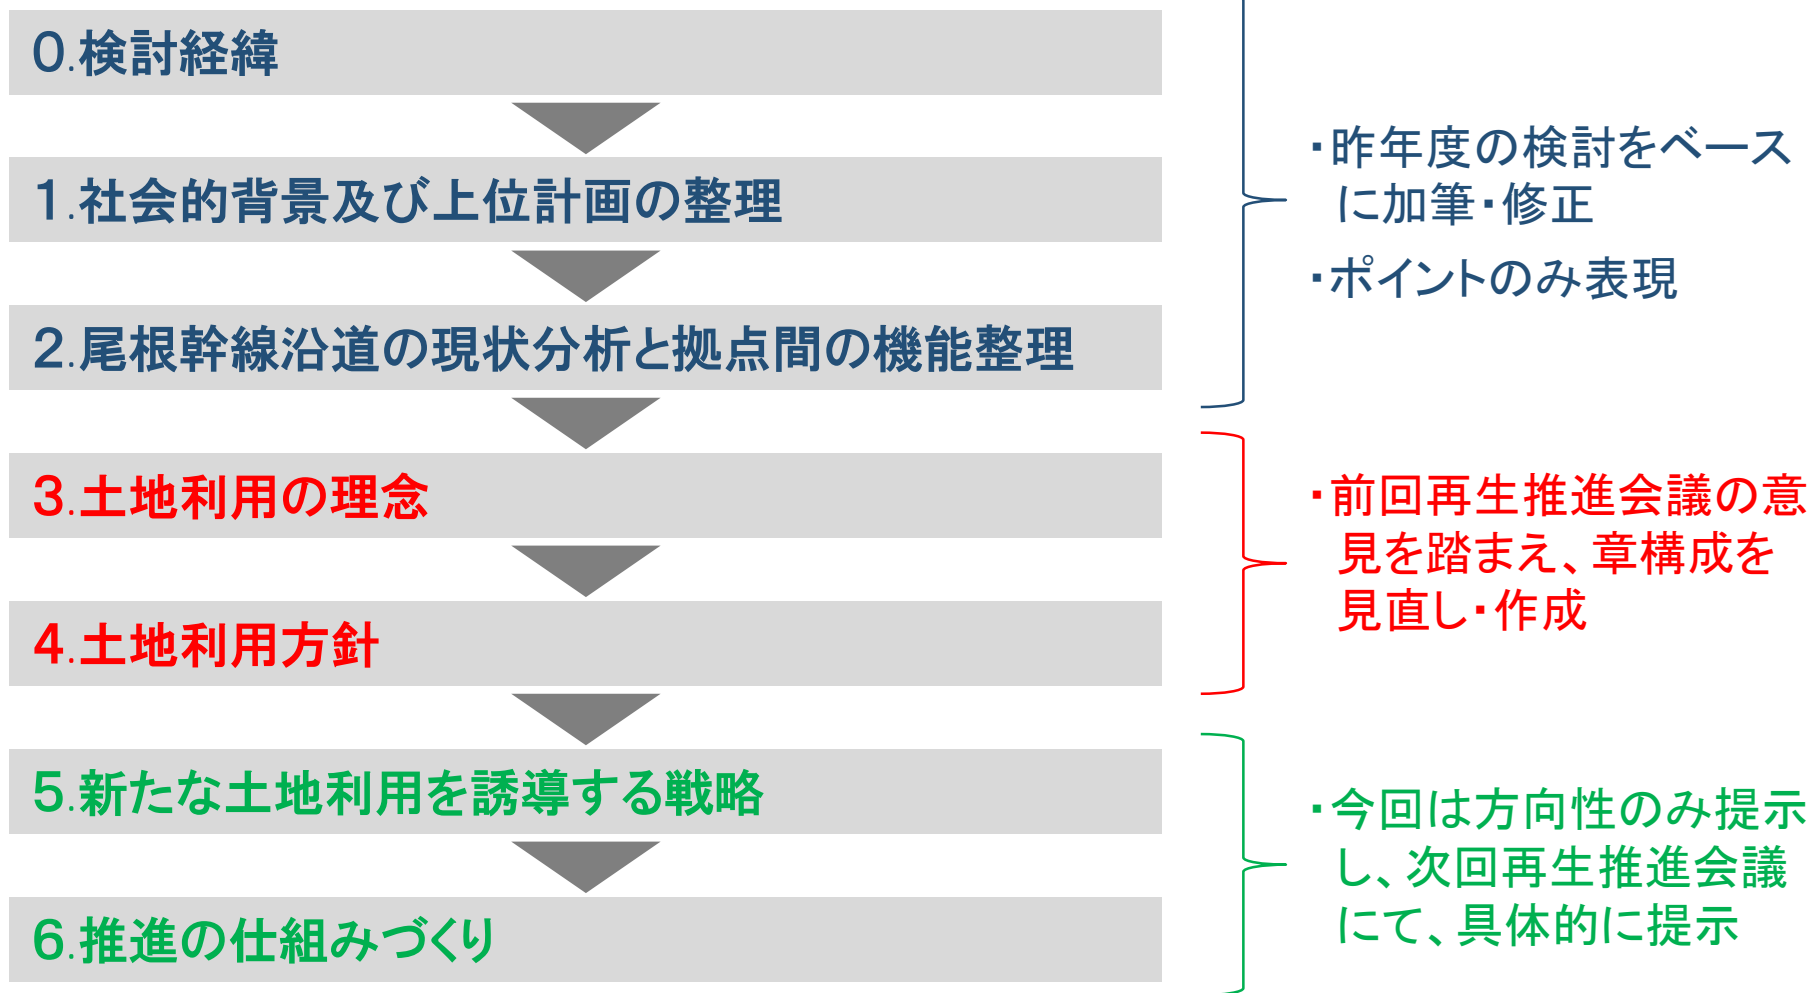 0.検討経緯
1.社会的背景及び上位計画の整理
2.尾根幹線沿道の現状分析と拠点間の機能整理
3.土地利用の理念
4.土地利用方針
5.新たな土地利用を誘導する戦略
6.推進の仕組みづくり
・昨年度の検討をベース
に加筆・修正
・ポイントのみ表現
・前回再生推進会議の意
見を踏まえ、章構成を
見直し・作成
・今回は方向性のみ提示
し、次回再生推進会議
にて、具体的に提示